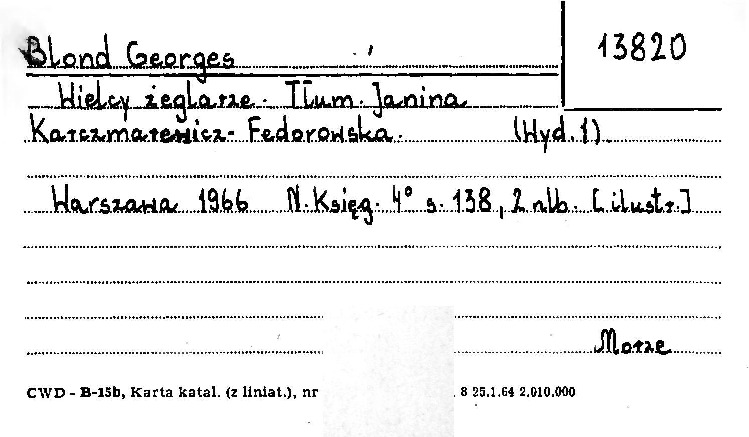 Blond Georges
13820
Wielcy żeglarze. Tłum. Janina
Karczmarewicz-Fedorowska. (Wyd. 1)
Warszawa 1966 N. Księg. 4° s. 138, 2 nlb. [ilustr.]
Morze
CWD - B-15b, Karta katal. (z liniat.), nr 8 25.1.64 2.010.000